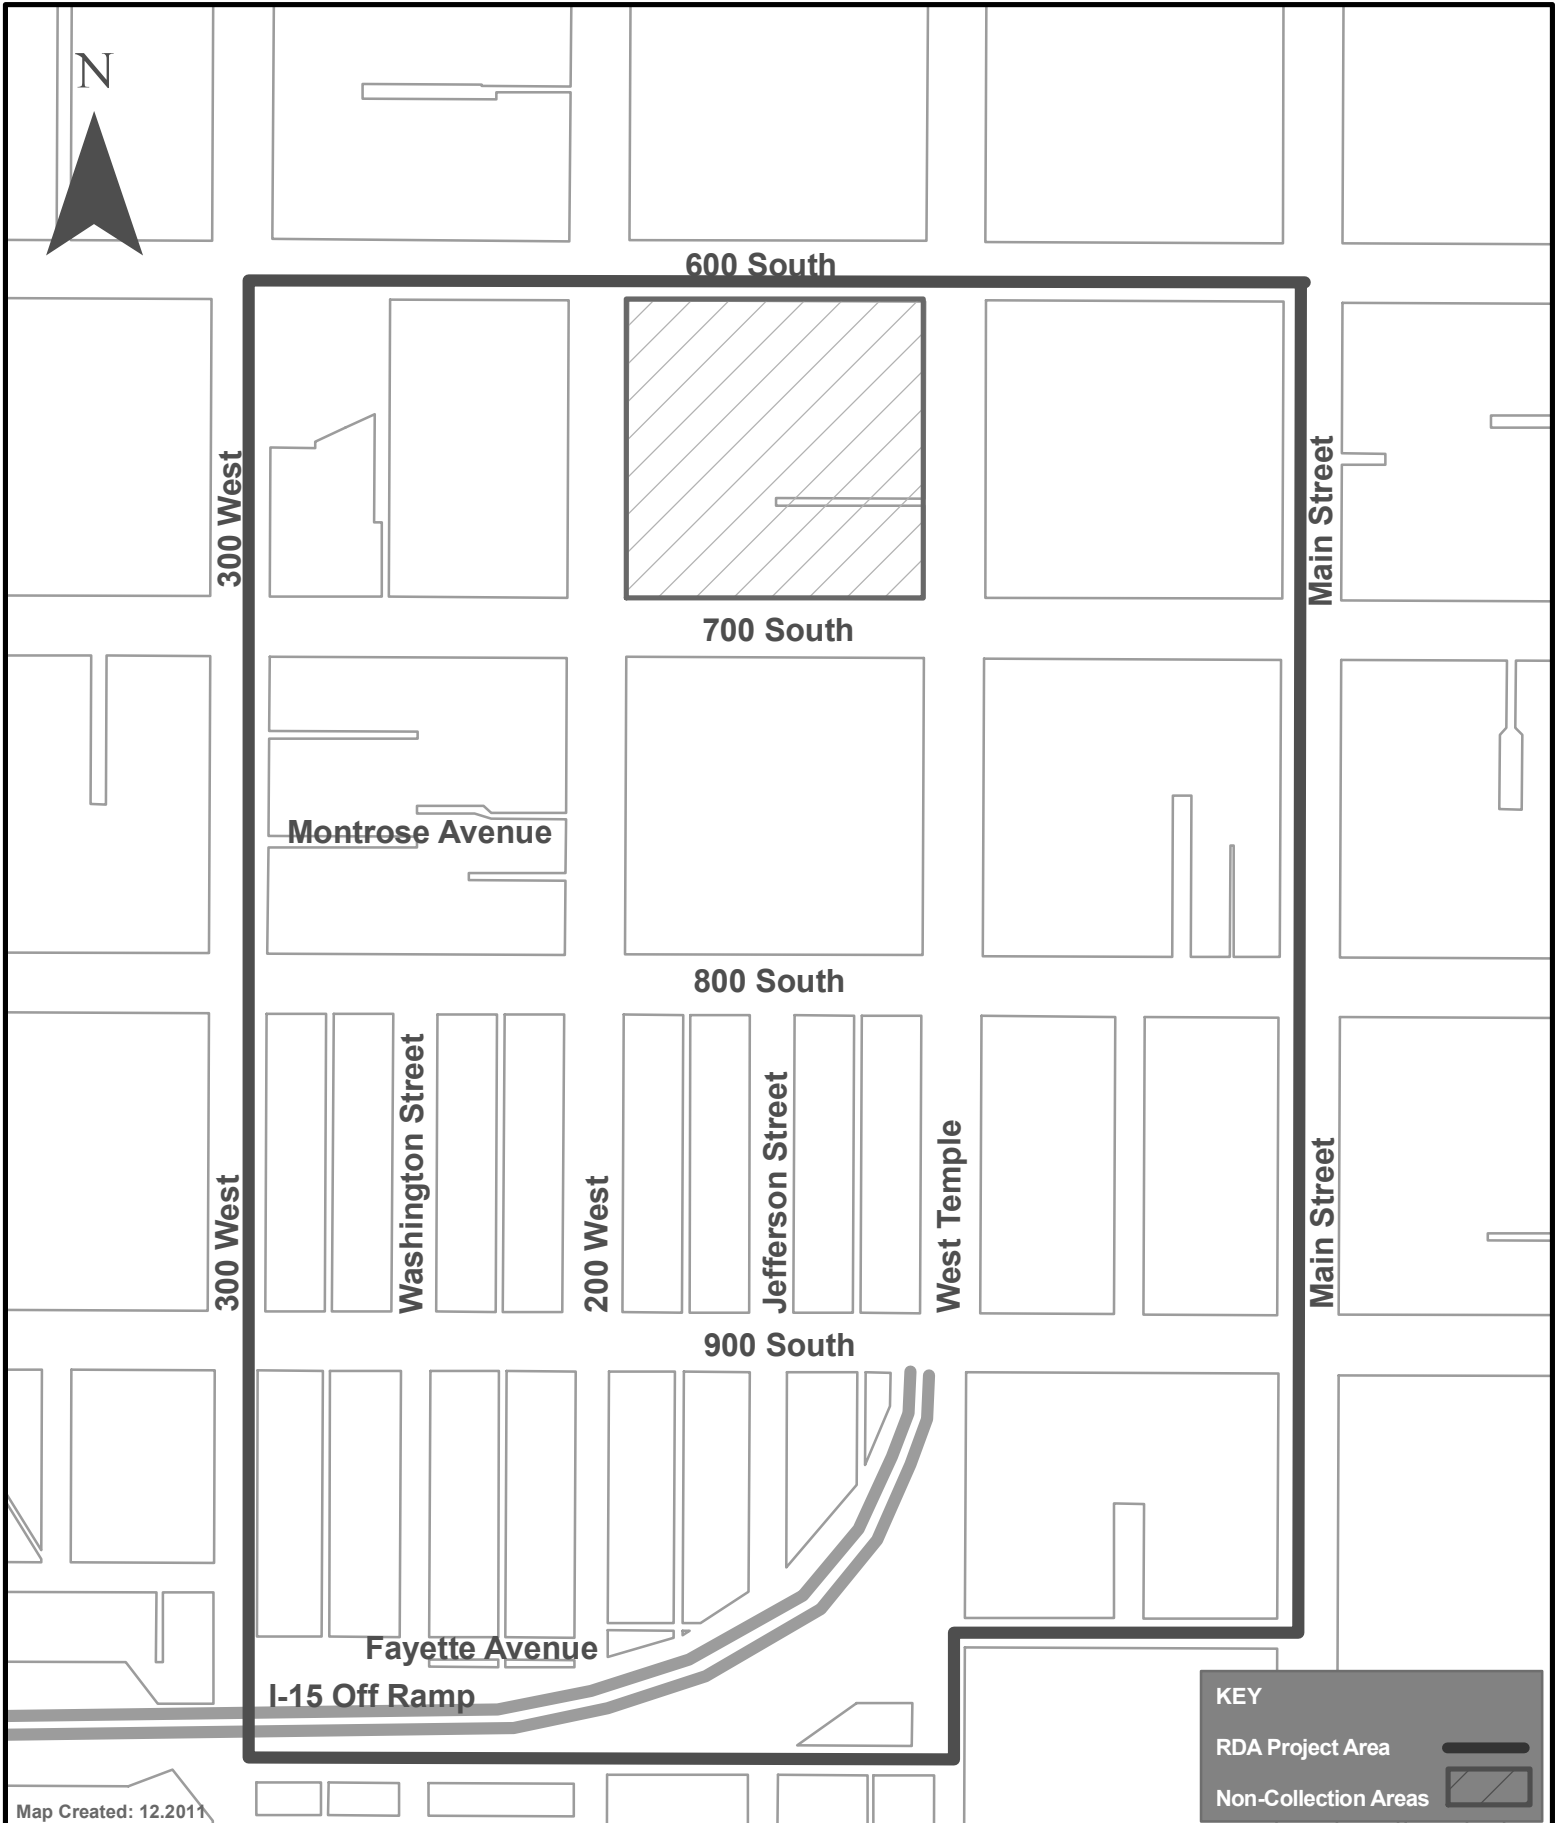 N
600 South
300 West
Main Street
700 South
Montrose Avenue
800 South
300 West
Washington Street
200 West
Jefferson Street
West Temple
Main Street
900 South
Fayette Avenue
I-15 Off Ramp
KEY
RDA Project Area
Non-Collection Areas
Map Created: 12.2011